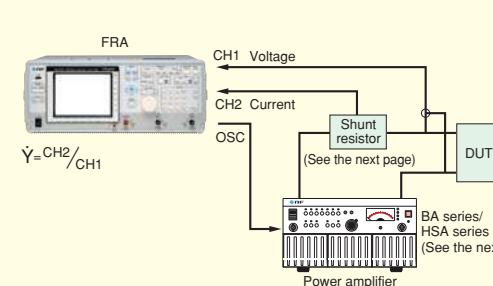 FRA
CH1 Voltage
CH2 Current
OSC
Ẏ=CH2/CH1
Shunt
resistor
(See the next page)
DUT
BA series/
HSA series
(See the
Power amplifier